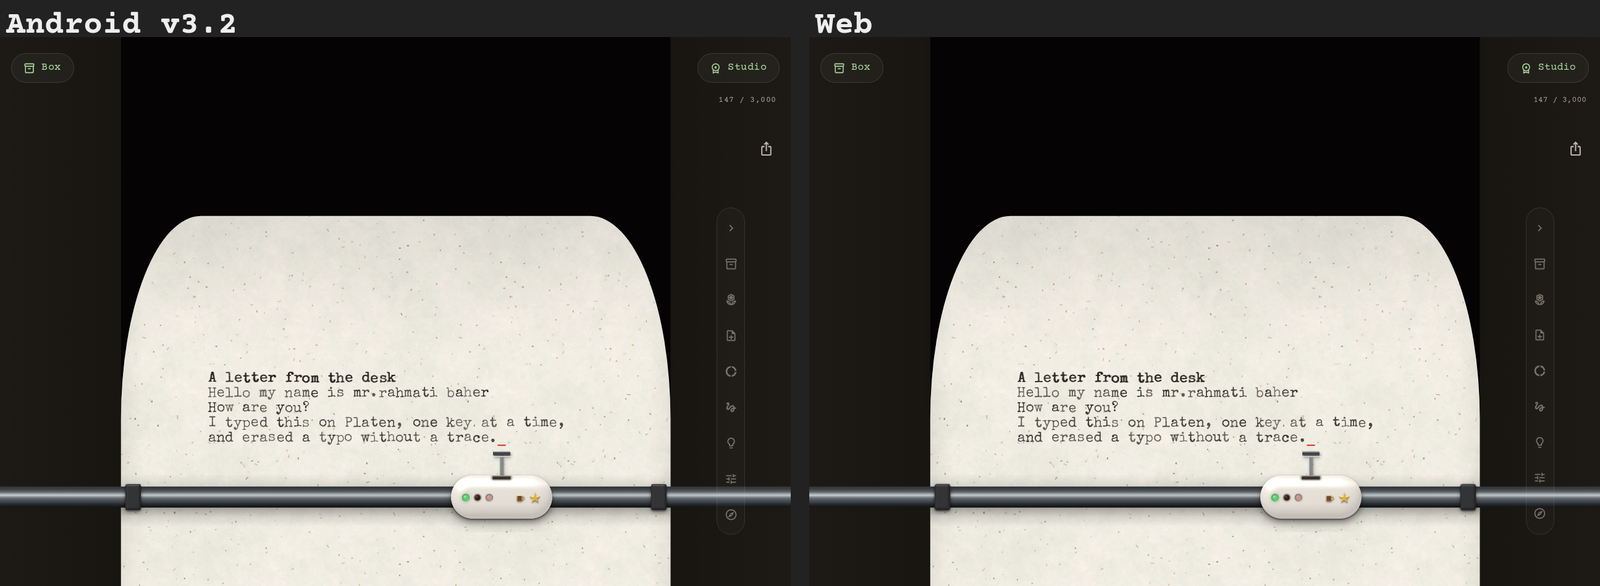 Android v3.2
Box
Studio
147 / 3,000
A letter from the desk
Hello my name is mr.rahmati baher
How are you?
I typed this on Platen, one key at a time,
and erased a typo without a trace._
Web
Box
Studio
147 / 3,000
A letter from the desk
Hello my name is mr.rahmati baher
How are you?
I typed this on Platen, one key at a time,
and erased a typo without a trace._